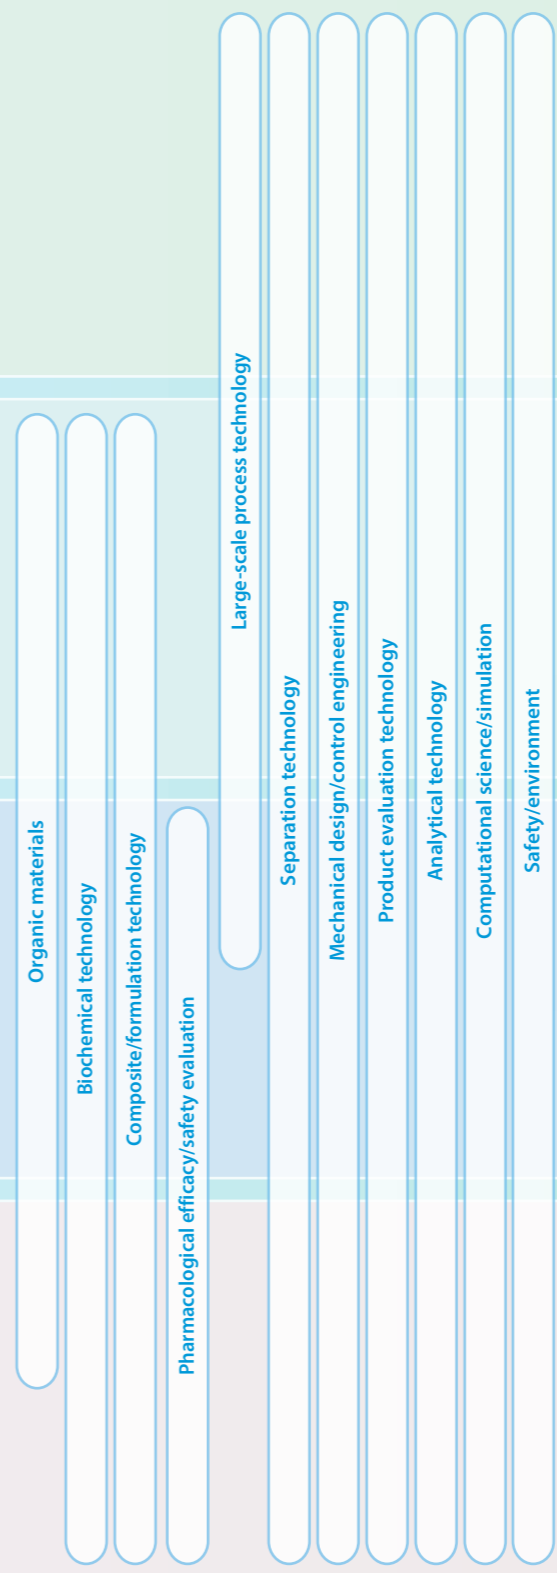 Organic materials
Biochemical technology
Composite/formulation technology
Pharmacological efficacy/safety evaluation
Large-scale process technology
Separation technology
Mechanical design/control engineering
Product evaluation technology
Analytical technology
Computational science/simulation
Safety/environment